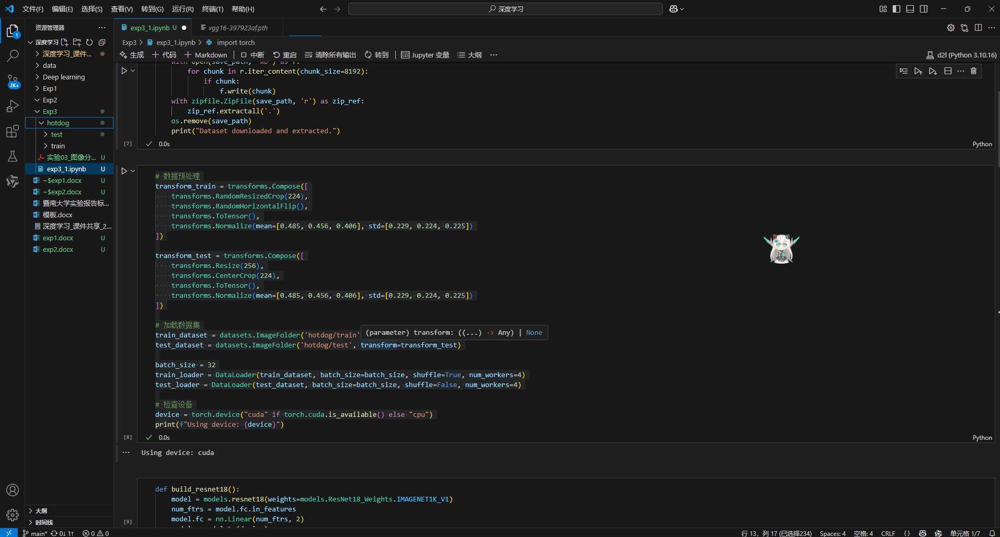 文件(F) 编辑(E) 选择(S) 查看(V) 转到(G) 运行(R) 终端(T) 帮助(H) 深度学习
资源管理器
exp3_1.ipynb U
vgg16-397923af.pth
深度学习
Exp3 > exp3_1.ipynb > import torch
生成 代码 Markdown 中断 重启 清除所有输出 转到 Jupyter 变量 大纲 ···
d2l (Python 3.10.16)
深度学习_课件...
data
Deep learning
Exp1
Exp2
Exp3
hotdog
test
train
实验03_图像分... U
exp3_1.ipynb U
~$exp1.docx U
~$exp2.docx U
暨南大学实验报告标...
模板.docx
深度学习_课件共享_2...
exp1.docx U
exp2.docx U
大纲
时间线
1
2K+
with open(save_path, 'wb') as f:
for chunk in r.iter_content(chunk_size=8192):
if chunk:
f.write(chunk)
with zipfile.ZipFile(save_path, 'r') as zip_ref:
zip_ref.extractall('.')
os.remove(save_path)
print("Dataset downloaded and extracted.")
[7] 0.0s Python
# 数据预处理
transform_train = transforms.Compose([
transforms.RandomResizedCrop(224),
transforms.RandomHorizontalFlip(),
transforms.ToTensor(),
transforms.Normalize(mean=[0.485, 0.456, 0.406], std=[0.229, 0.224, 0.225])
])
transform_test = transforms.Compose([
transforms.Resize(256),
transforms.CenterCrop(224),
transforms.ToTensor(),
transforms.Normalize(mean=[0.485, 0.456, 0.406], std=[0.229, 0.224, 0.225])
])
# 加载数据集
train_dataset = datasets.ImageFolder('hotdog/train'
(parameter) transform: ((...) -> Any) | None
test_dataset = datasets.ImageFolder('hotdog/test', transform=transform_test)
batch_size = 32
train_loader = DataLoader(train_dataset, batch_size=batch_size, shuffle=True, num_workers=4)
test_loader = DataLoader(test_dataset, batch_size=batch_size, shuffle=False, num_workers=4)
# 检查设备
device = torch.device("cuda" if torch.cuda.is_available() else "cpu")
print(f"Using device: {device}")
[8] 0.0s Python
Using device: cuda
def build_resnet18():
model = models.resnet18(weights=models.ResNet18_Weights.IMAGENET1K_V1)
num_ftrs = model.fc.in_features
model.fc = nn.Linear(num_ftrs, 2)
[9]
main* 0↓ 1↑ 0 0
行 13，列 17 (已选择234) Spaces: 4 空格: 4 CRLF {} 单元格 1/7